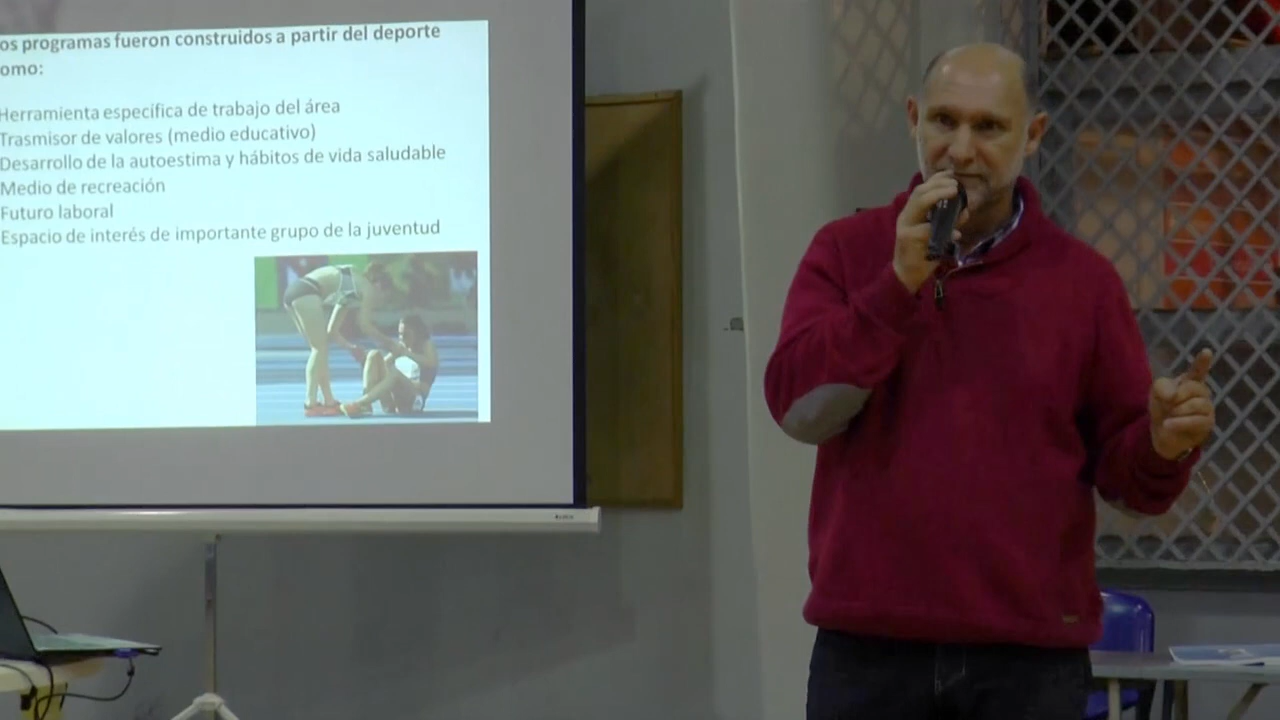 os programas fueron construidos a partir del deporte
omo:
Herramienta específica de trabajo del área
Trasmisor de valores (medio educativo)
Desarrollo de la autoestima y hábitos de vida saludable
Medio de recreación
Futuro laboral
Espacio de interés de importante grupo de la juventud